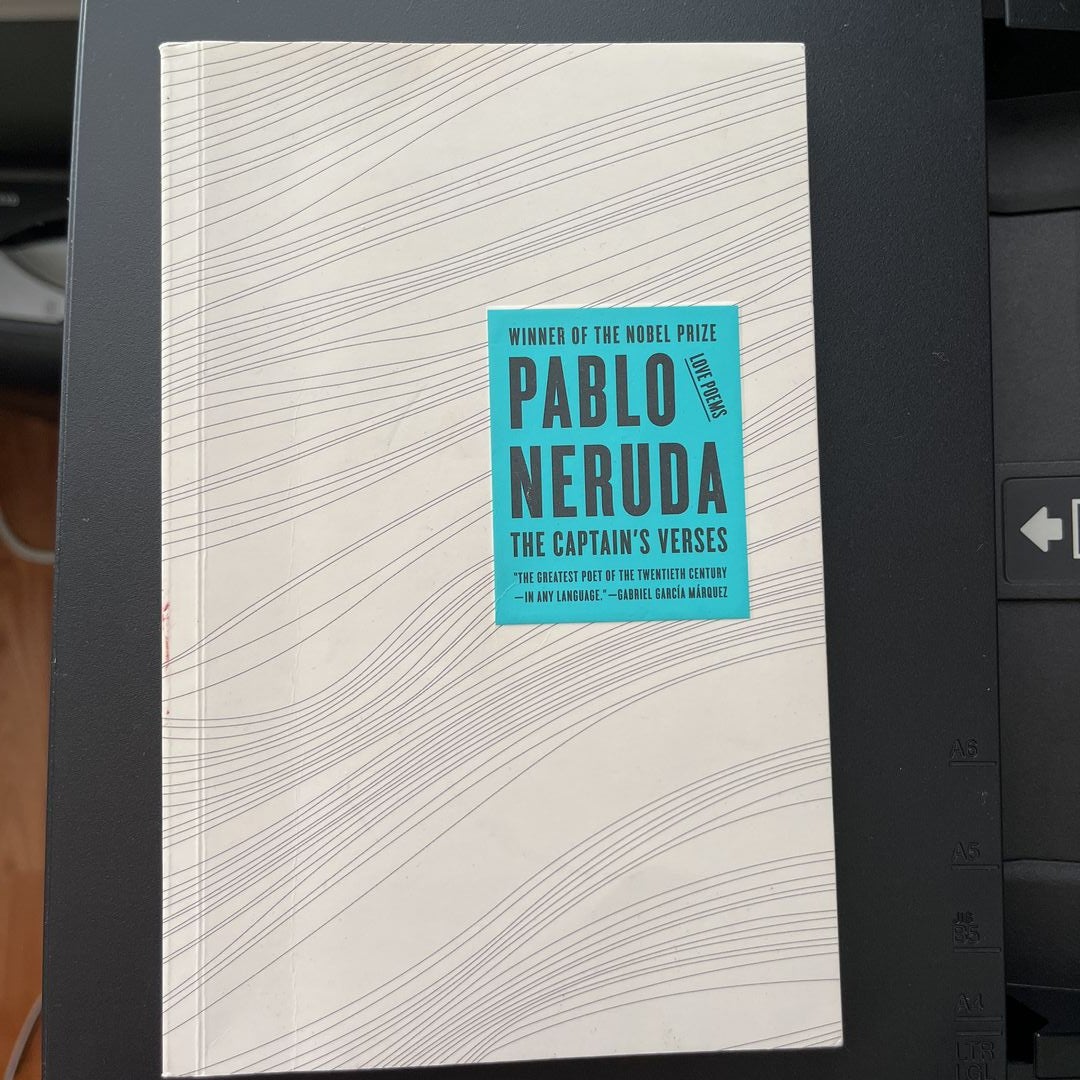 WINNER OF THE NOBEL PRIZE
PABLO
LOVE POEMS
NERUDA
THE CAPTAIN'S VERSES
"THE GREATEST POET OF THE TWENTIETH CENTURY
—IN ANY LANGUAGE."—GABRIEL GARCÍA MÁRQUEZ
A6
A5
JIS
B5
A4
LTR
LGL